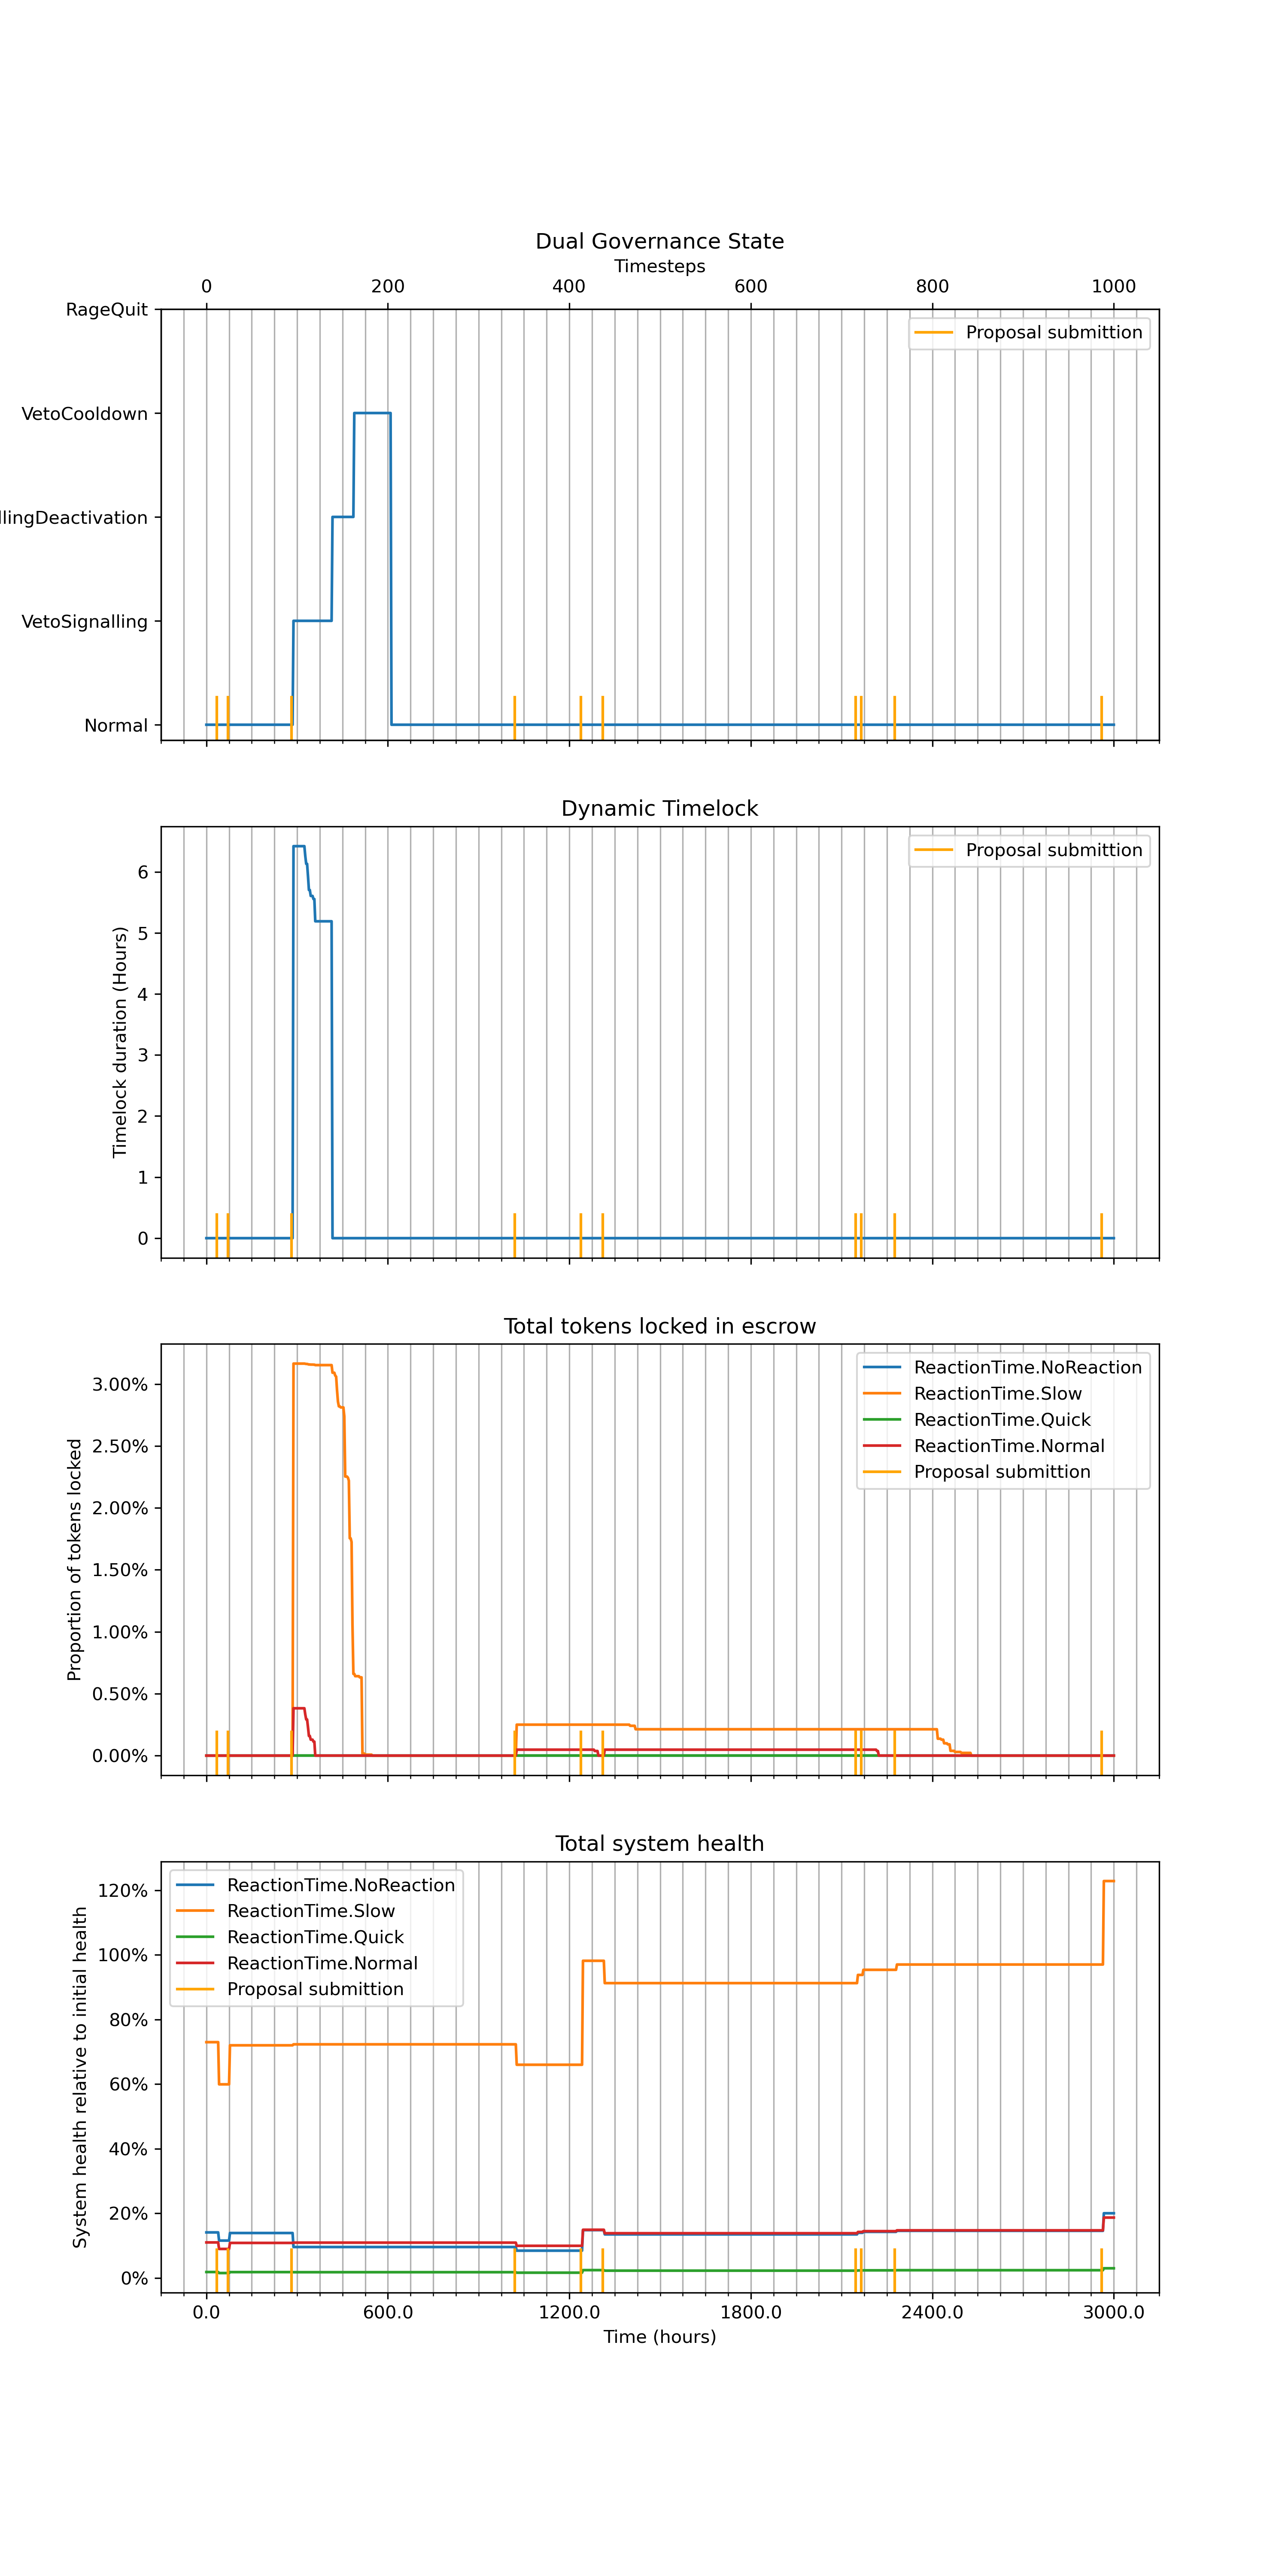 Dual Governance State
Timesteps
0 200 400 600 800 1000
RageQuit
VetoCooldown
llingDeactivation
VetoSignalling
Normal
Proposal submittion
Dynamic Timelock
Timelock duration (Hours)
6
5
4
3
2
1
0
Proposal submittion
Total tokens locked in escrow
Proportion of tokens locked
3.00%
2.50%
2.00%
1.50%
1.00%
0.50%
0.00%
ReactionTime.NoReaction
ReactionTime.Slow
ReactionTime.Quick
ReactionTime.Normal
Proposal submittion
Total system health
System health relative to initial health
120%
100%
80%
60%
40%
20%
0%
ReactionTime.NoReaction
ReactionTime.Slow
ReactionTime.Quick
ReactionTime.Normal
Proposal submittion
0.0 600.0 1200.0 1800.0 2400.0 3000.0
Time (hours)